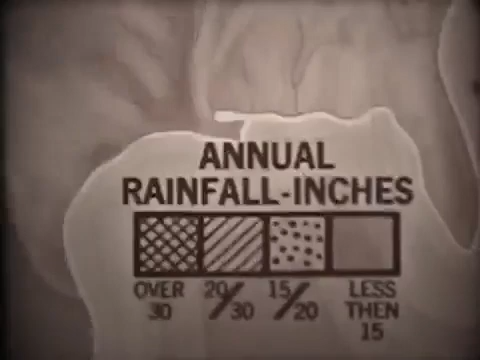 ANNUAL
RAINFALL-INCHES
OVER 30
20/30
15/20
LESS THEN 15